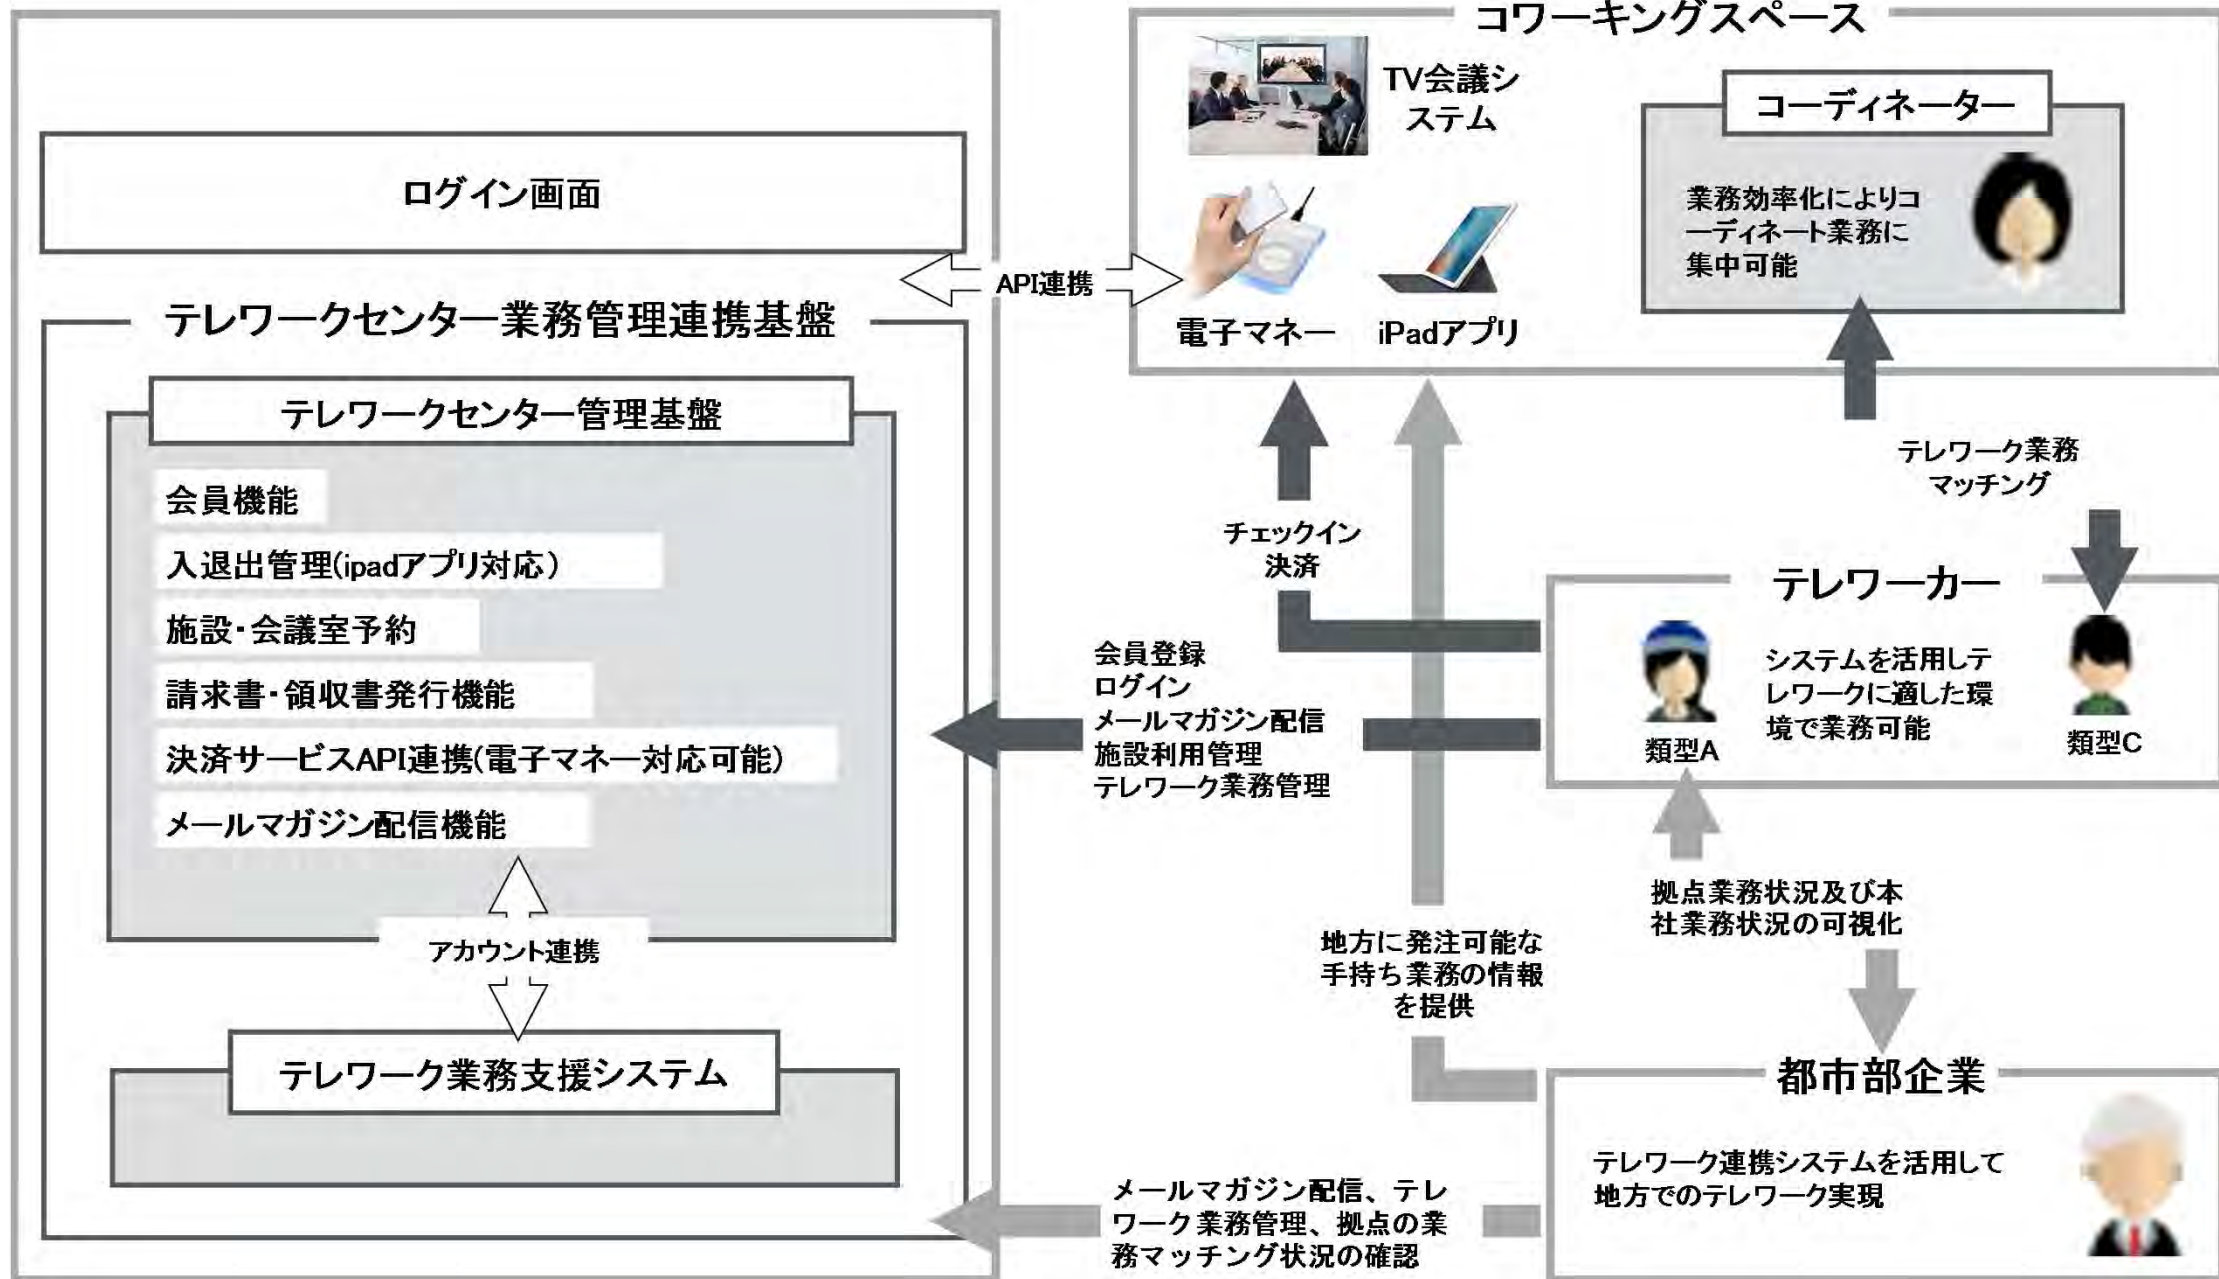 ログイン画面
テレワークセンター業務管理連携基盤
テレワークセンター管理基盤
会員機能
入退出管理(ipadアプリ対応)
施設・会議室予約
請求書・領収書発行機能
決済サービスAPI連携(電子マネー対応可能)
メールマガジン配信機能
アカウント連携
テレワーク業務支援システム
API連携
コワーキングスペース
TV会議シ
ステム
電子マネー
iPadアプリ
コーディネーター
業務効率化によりコ
ーディネート業務に
集中可能
テレワーク業務
マッチング
チェックイン
決済
会員登録
ログイン
メールマガジン配信
施設利用管理
テレワーク業務管理
テレワーカー
類型A
システムを活用しテ
レワークに適した環
境で業務可能
類型C
拠点業務状況及び本
社業務状況の可視化
地方に発注可能な
手持ち業務の情報
を提供
都市部企業
テレワーク連携システムを活用して
地方でのテレワーク実現
メールマガジン配信、テレ
ワーク業務管理、拠点の業
務マッチング状況の確認